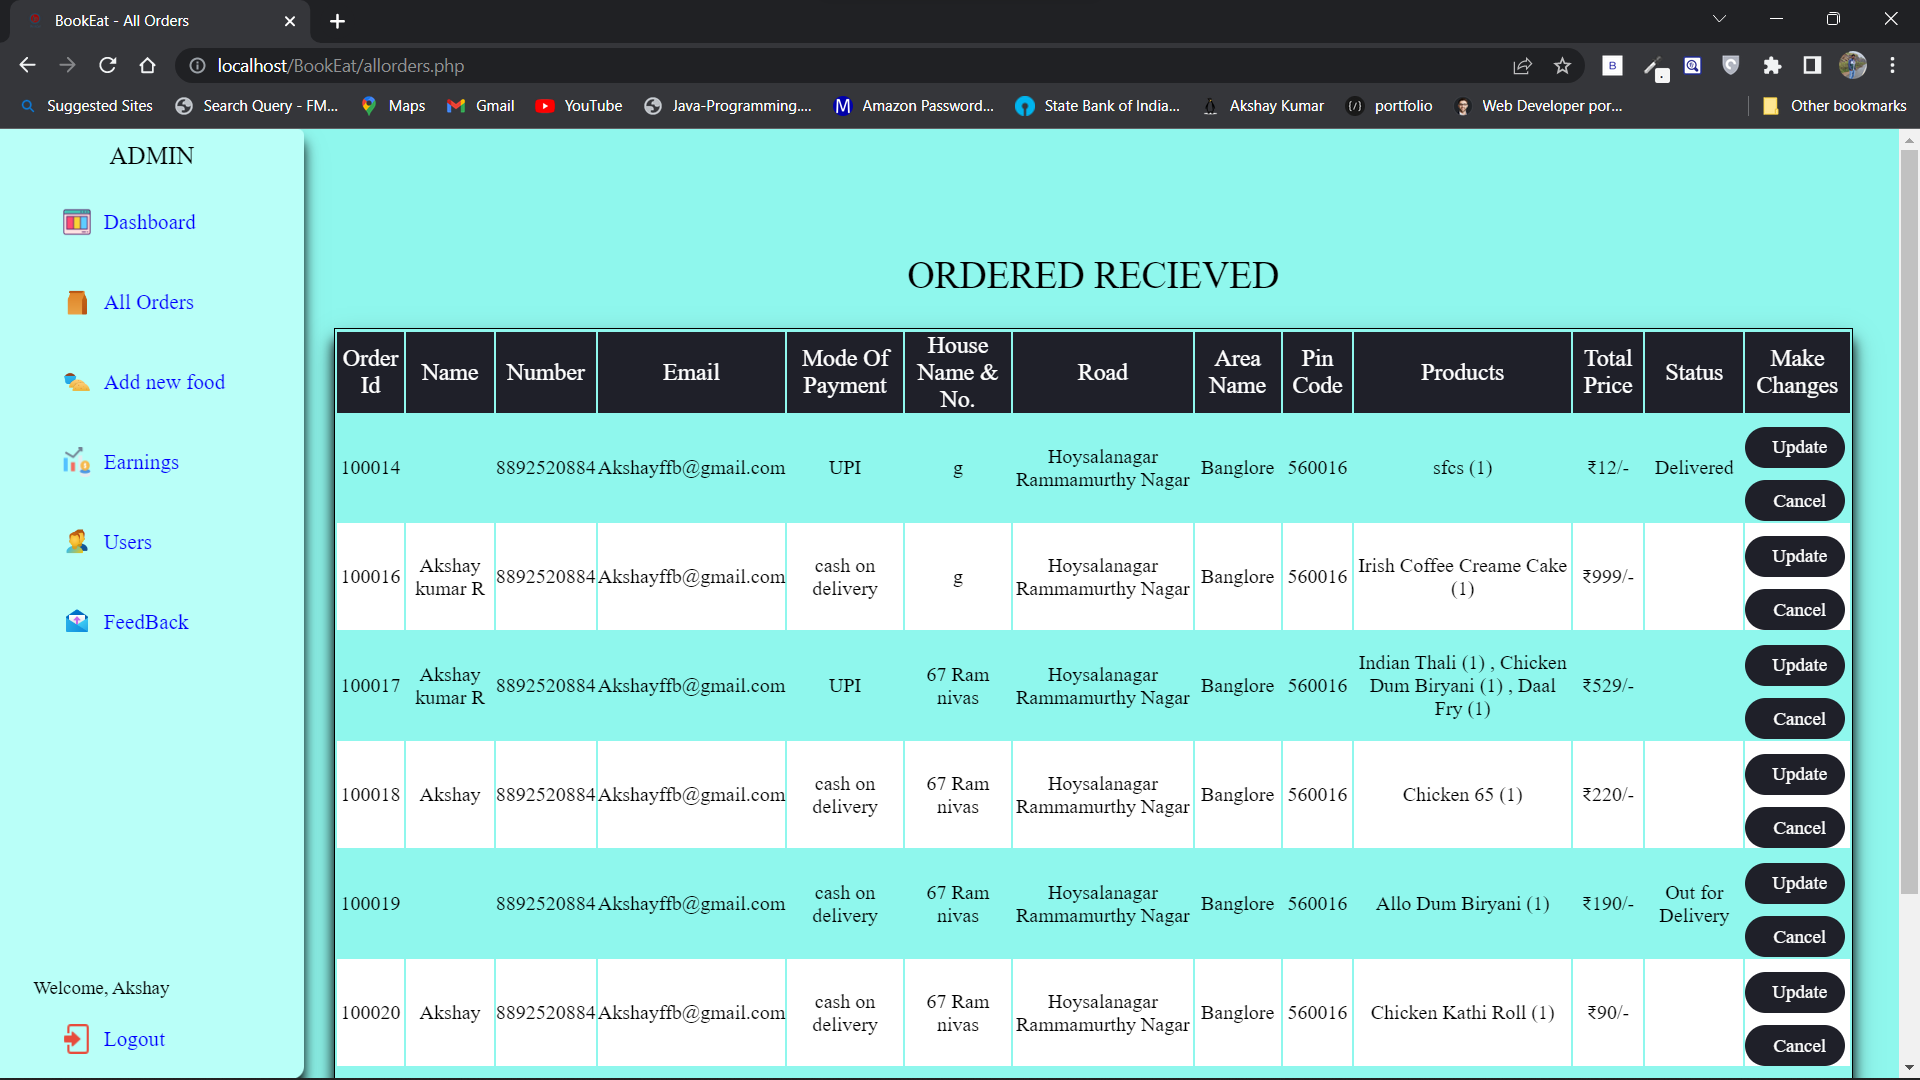 BookEat - All Orders
localhost/BookEat/allorders.php
Suggested Sites
Search Query - FM...
Maps
Gmail
YouTube
Java-Programming....
M
Amazon Password...
State Bank of India...
Akshay Kumar
portfolio
Web Developer por...
Other bookmarks
ADMIN
Dashboard
All Orders
Add new food
Earnings
Users
FeedBack
Welcome, Akshay
Logout
ORDERED RECIEVED
Order Id Name Number Email Mode Of Payment House Name & No. Road Area Name Pin Code Products Total Price Status Make Changes
100014 8892520884 Akshayffb@gmail.com UPI g Hoysalanagar Rammamurthy Nagar Banglore 560016 sfcs (1) ₹12/- Delivered Update Cancel
100016 Akshay kumar R 8892520884 Akshayffb@gmail.com cash on delivery g Hoysalanagar Rammamurthy Nagar Banglore 560016 Irish Coffee Creame Cake (1) ₹999/- Update Cancel
100017 Akshay kumar R 8892520884 Akshayffb@gmail.com UPI 67 Ram nivas Hoysalanagar Rammamurthy Nagar Banglore 560016 Indian Thali (1) , Chicken Dum Biryani (1) , Daal Fry (1) ₹529/- Update Cancel
100018 Akshay 8892520884 Akshayffb@gmail.com cash on delivery 67 Ram nivas Hoysalanagar Rammamurthy Nagar Banglore 560016 Chicken 65 (1) ₹220/- Update Cancel
100019 8892520884 Akshayffb@gmail.com cash on delivery 67 Ram nivas Hoysalanagar Rammamurthy Nagar Banglore 560016 Allo Dum Biryani (1) ₹190/- Out for Delivery Update Cancel
100020 Akshay 8892520884 Akshayffb@gmail.com cash on delivery 67 Ram nivas Hoysalanagar Rammamurthy Nagar Banglore 560016 Chicken Kathi Roll (1) ₹90/- Update Cancel